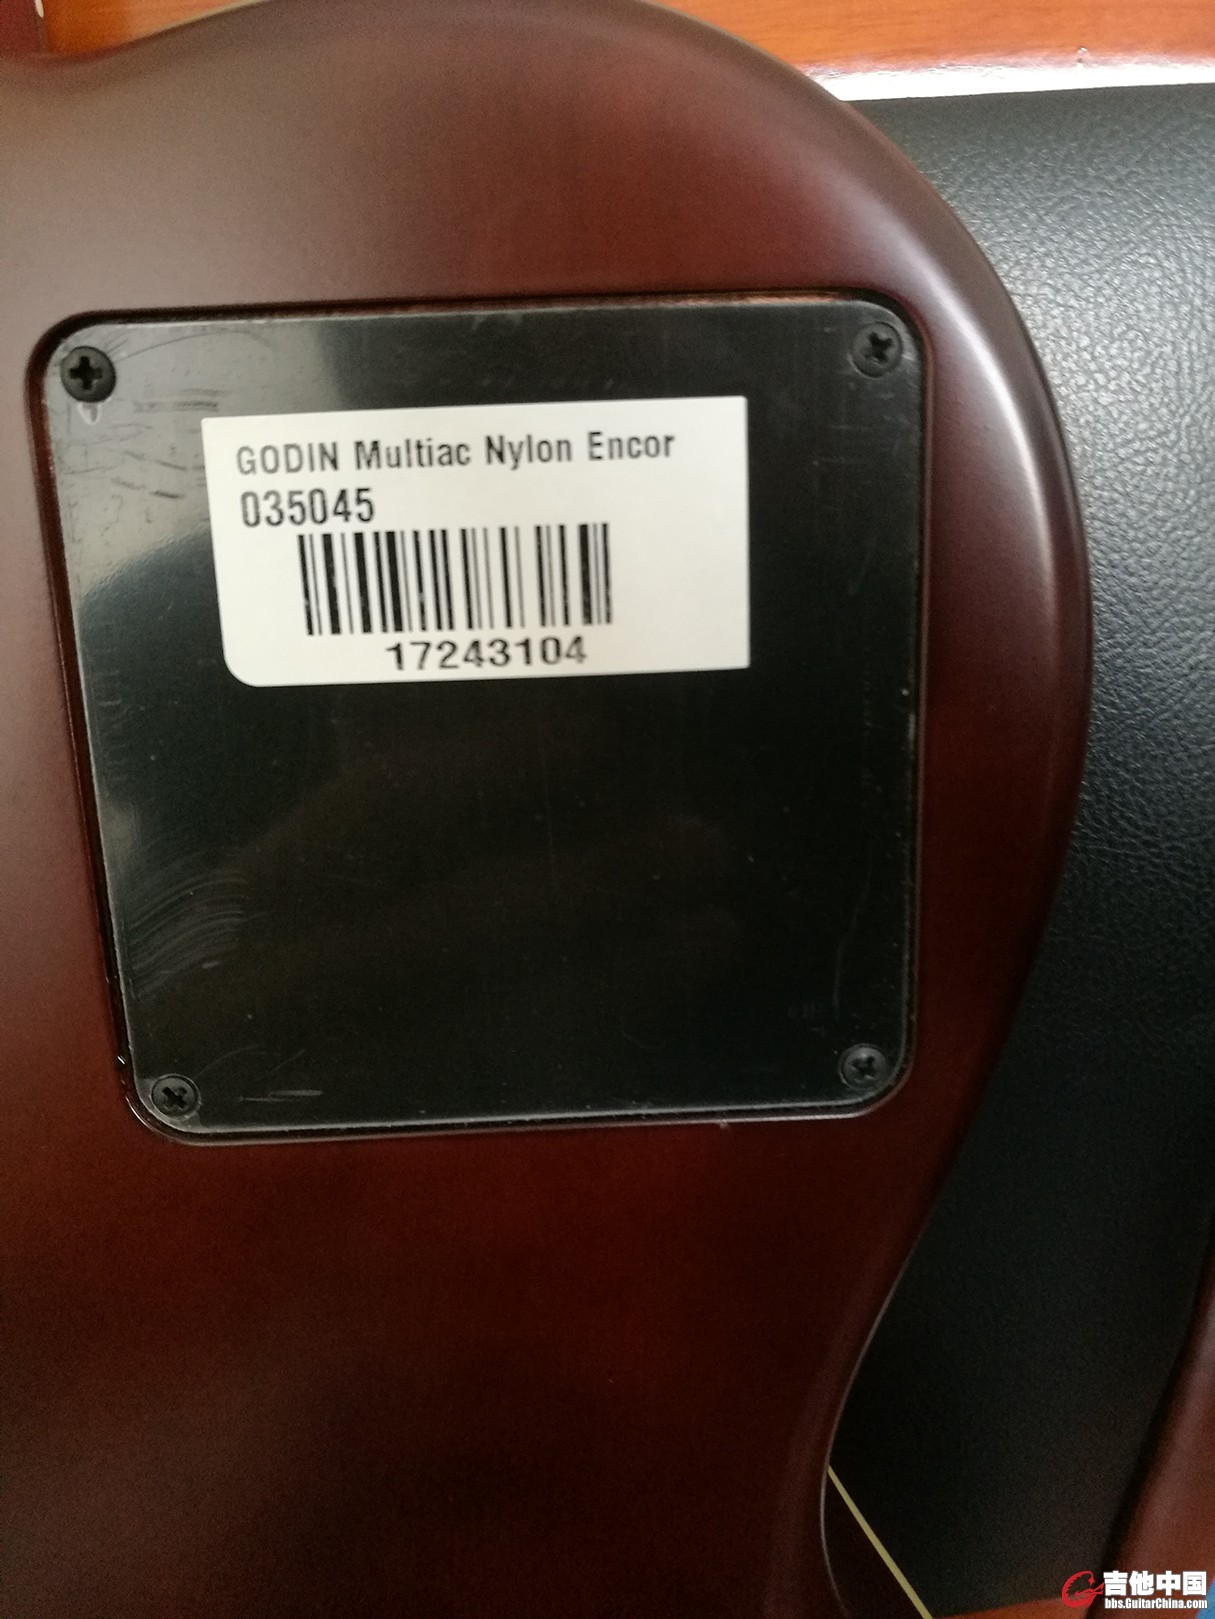 GODIN Multiac Nylon Encor
035045
17243104
吉他中国
bbs.GuitarChina.com